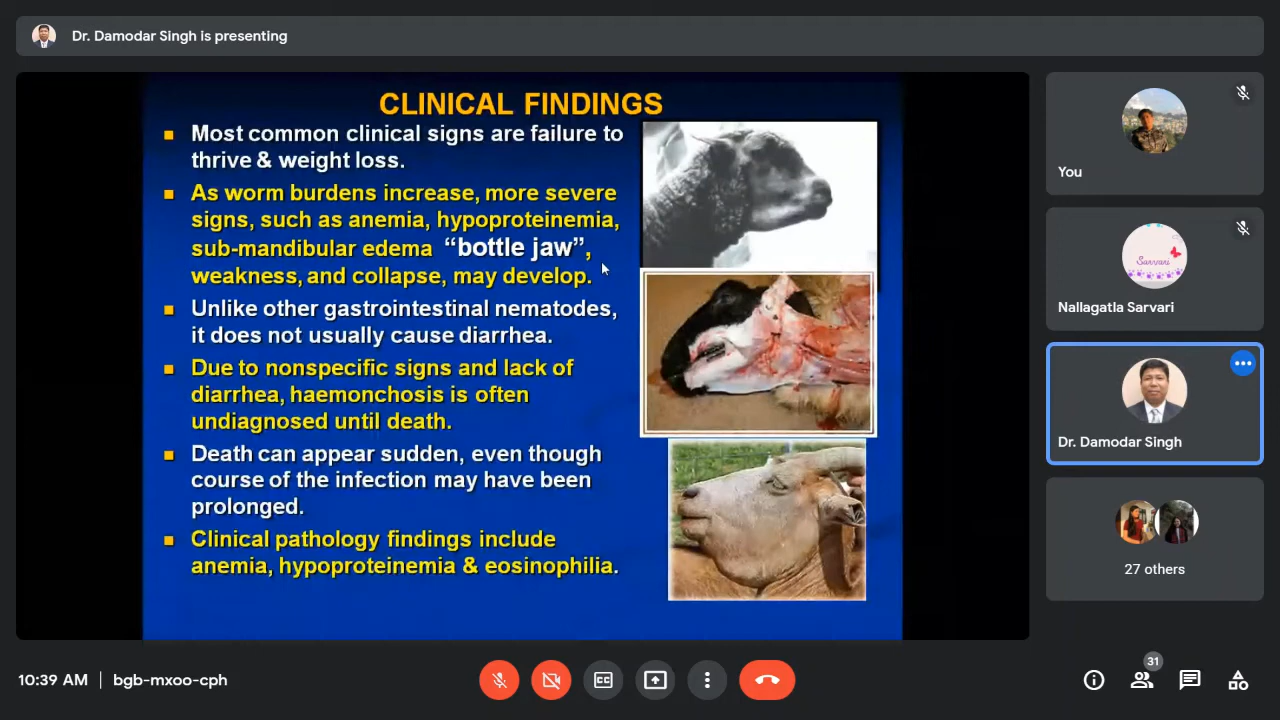 Dr. Damodar Singh is presenting
CLINICAL FINDINGS
Most common clinical signs are failure to
thrive & weight loss.
As worm burdens increase, more severe
signs, such as anemia, hypoproteinemia,
sub-mandibular edema “bottle jaw”,
weakness, and collapse, may develop.
Unlike other gastrointestinal nematodes,
it does not usually cause diarrhea.
Due to nonspecific signs and lack of
diarrhea, haemonchosis is often
undiagnosed until death.
Death can appear sudden, even though
course of the infection may have been
prolonged.
Clinical pathology findings include
anemia, hypoproteinemia & eosinophilia.
You
Sarvari
Nallagatla Sarvari
Dr. Damodar Singh
27 others
10:39 AM | bgb-mxoo-cph
CC
31